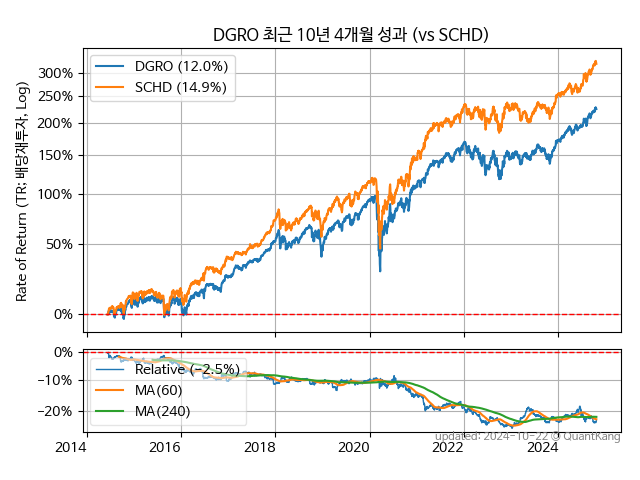 DGRO 최근 10년 4개월 성과 (vs SCHD)
Rate of Return (TR: 배당재투자, Log)
DGRO (12.0%)
SCHD (14.9%)
300%
250%
200%
150%
100%
50%
0%
Relative (−2.5%)
MA(60)
MA(240)
0%
−10%
−20%
2014
2016
2018
2020
2022
2024
updated: 2024-10-22 © QuantKang